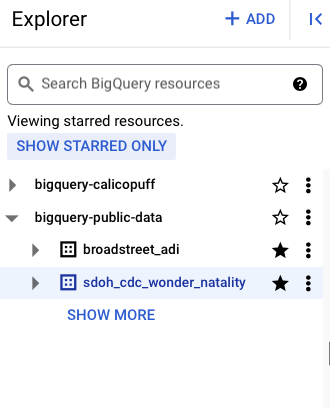 Explorer
+ ADD
Search BigQuery resources
?
Viewing starred resources.
SHOW STARRED ONLY
bigquery-calicopuff
bigquery-public-data
broadstreet_adi
sdoh_cdc_wonder_natality
SHOW MORE